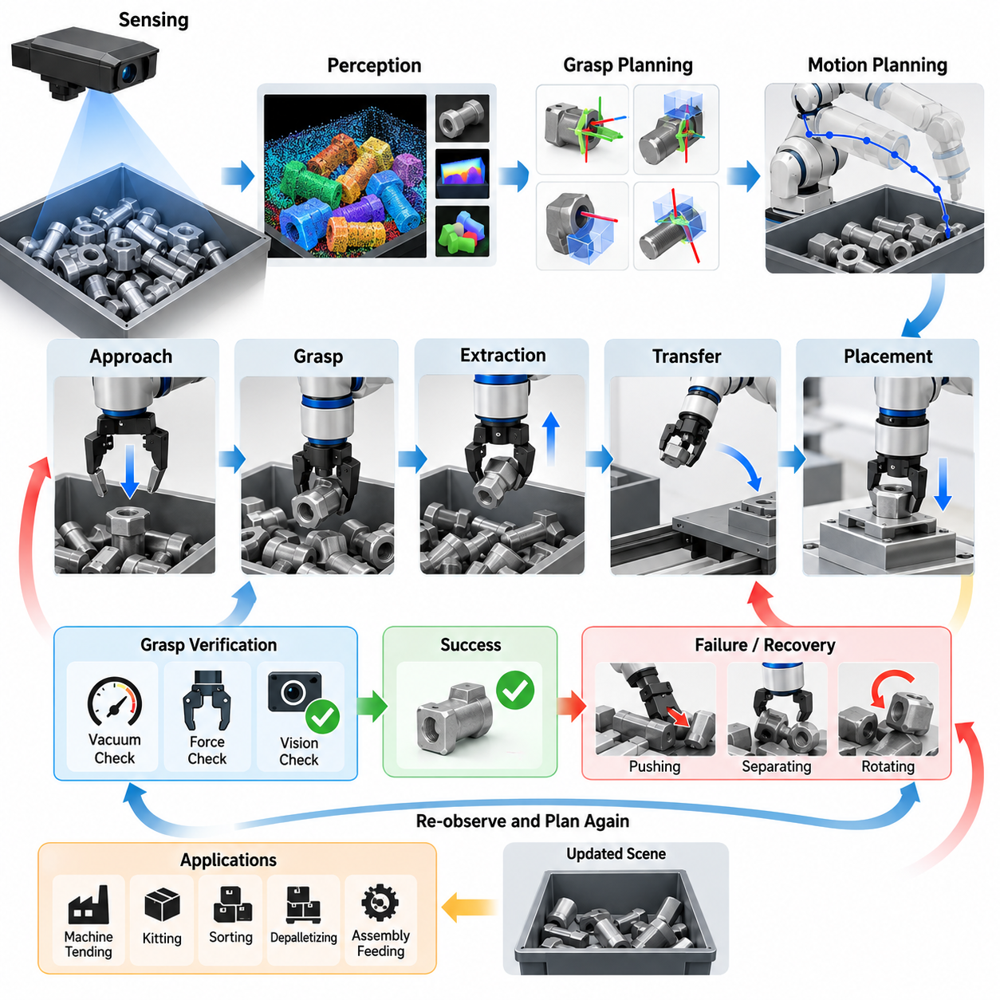 Sensing
Perception
Grasp Planning
Motion Planning
Approach
Grasp
Extraction
Transfer
Placement
Grasp Verification
Vacuum
Check
Force
Check
Vision
Check
Success
Failure / Recovery
Pushing
Separating
Rotating
Re-observe and Plan Again
Applications
Machine
Tending
Kitting
Sorting
Depalletizing
Assembly
Feeding
Updated Scene